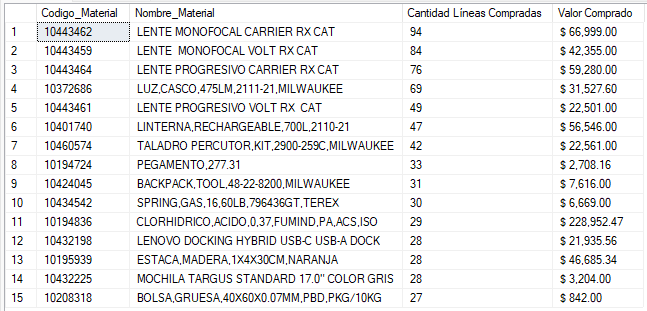 Codigo_Material Nombre_Material Cantidad Líneas Compradas Valor Comprado
1 10443462 LENTE MONOFOCAL CARRIER RX CAT 94 $ 66,999.00
2 10443459 LENTE  MONOFOCAL VOLT RX  CAT 84 $ 42,355.00
3 10443464 LENTE PROGRESIVO CARRIER RX CAT 76 $ 59,280.00
4 10372686 LUZ,CASCO,475LM,2111-21,MILWAUKEE 69 $ 31,527.60
5 10443461 LENTE PROGRESIVO VOLT RX  CAT 49 $ 22,501.00
6 10401740 LINTERNA,RECHARGEABLE,700L,2110-21 47 $ 56,546.00
7 10460574 TALADRO PERCUTOR,KIT,2900-259C,MILWAUKEE 42 $ 22,561.00
8 10194724 PEGAMENTO,277.31 33 $ 2,708.16
9 10424045 BACKPACK,TOOL,48-22-8200,MILWAUKEE 31 $ 7,616.00
10 10434542 SPRING,GAS,16,60LB,796436GT,TEREX 30 $ 6,669.00
11 10194836 CLORHIDRICO,ACIDO,0,37,FUMIND,PA,ACS,ISO 29 $ 228,952.47
12 10432198 LENOVO DOCKING HYBRID USB-C USB-A DOCK 28 $ 21,935.56
13 10195939 ESTACA,MADERA,1X4X30CM,NARANJA 28 $ 46,685.34
14 10432225 MOCHILA TARGUS STANDARD 17.0" COLOR GRIS 28 $ 3,204.00
15 10208318 BOLSA,GRUESA,40X60X0.07MM,PBD,PKG/10KG 27 $ 842.00